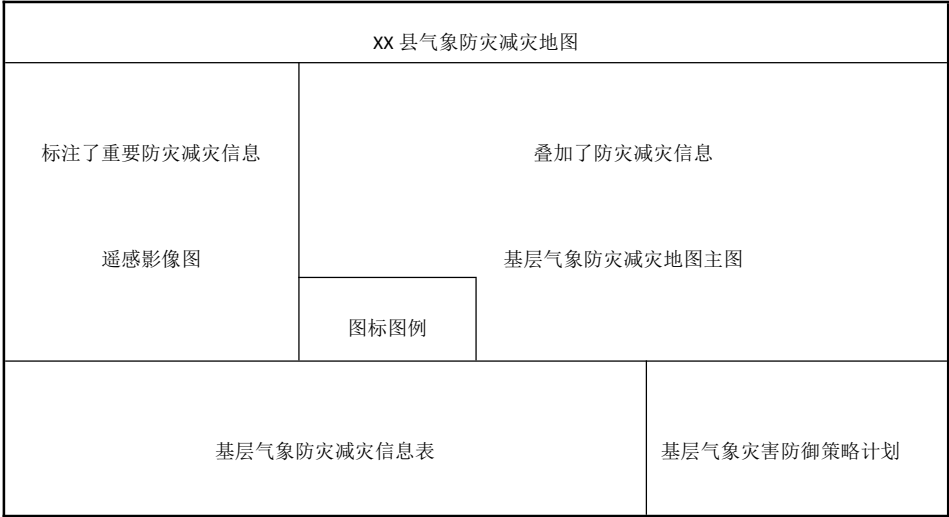 XX 县气象防灾减灾地图
标注了重要防灾减灾信息
遥感影像图
叠加了防灾减灾信息
基层气象防灾减灾地图主图
图标图例
基层气象防灾减灾信息表
基层气象灾害防御策略计划